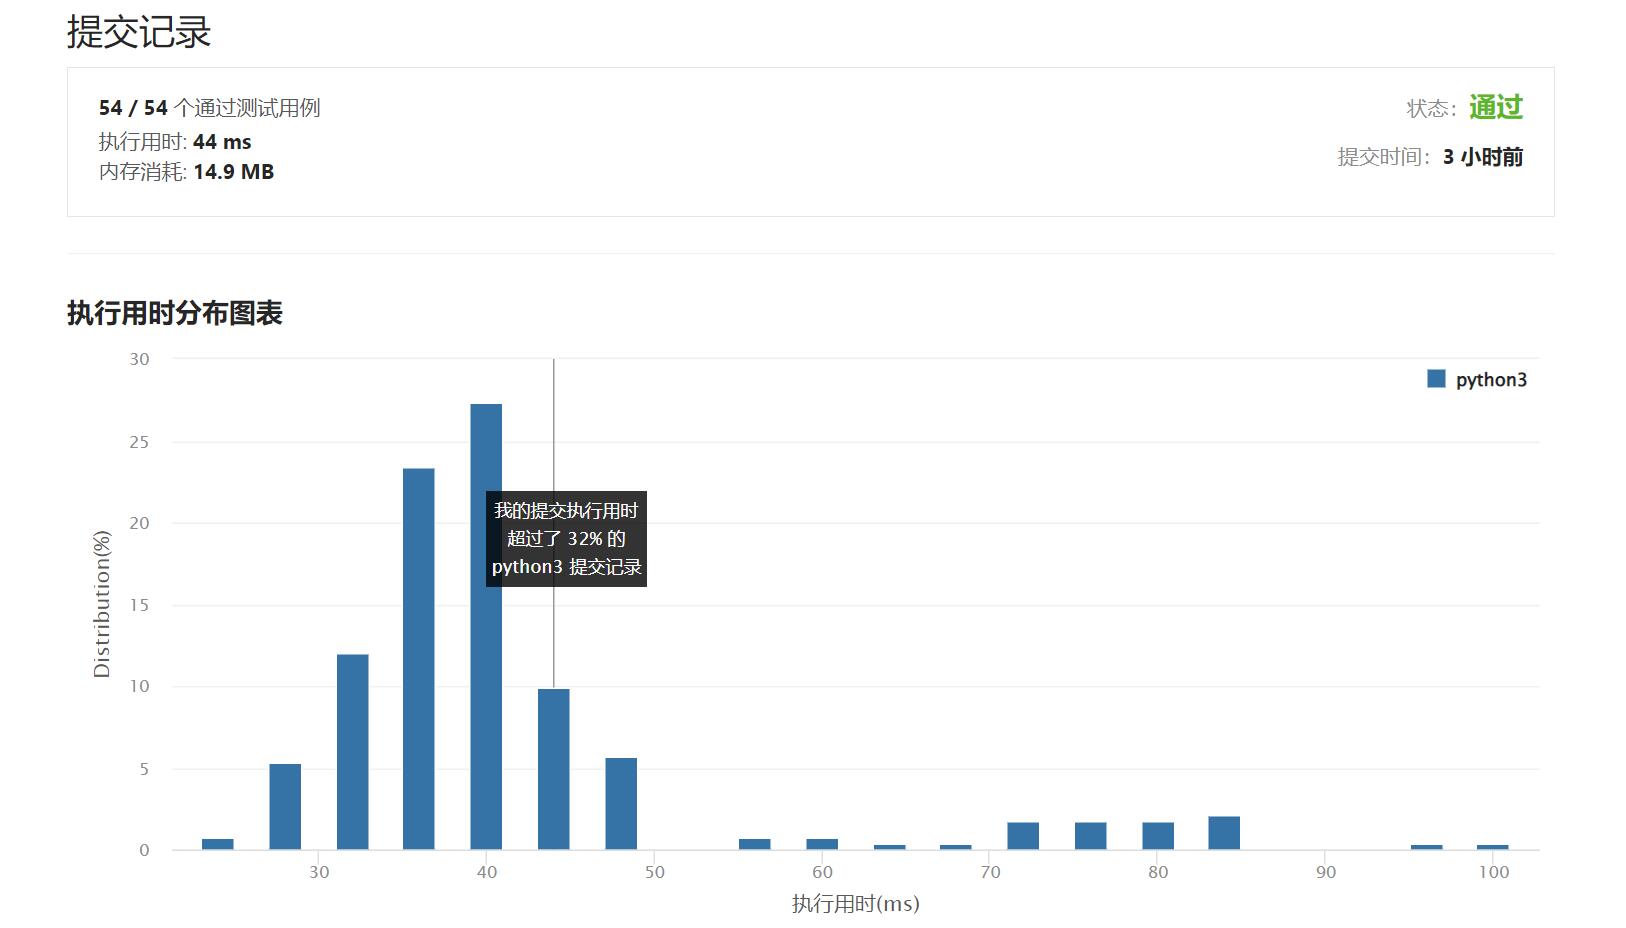 提交记录
54 / 54 个通过测试用例
状态：通过
执行用时: 44 ms
提交时间：3 小时前
内存消耗: 14.9 MB
执行用时分布图表
30
python3
25
我的提交执行用时
超过了 32% 的
python3 提交记录
20
Distribution(%)
15
10
5
0
30 40 50 60 70 80 90 100
执行用时(ms)